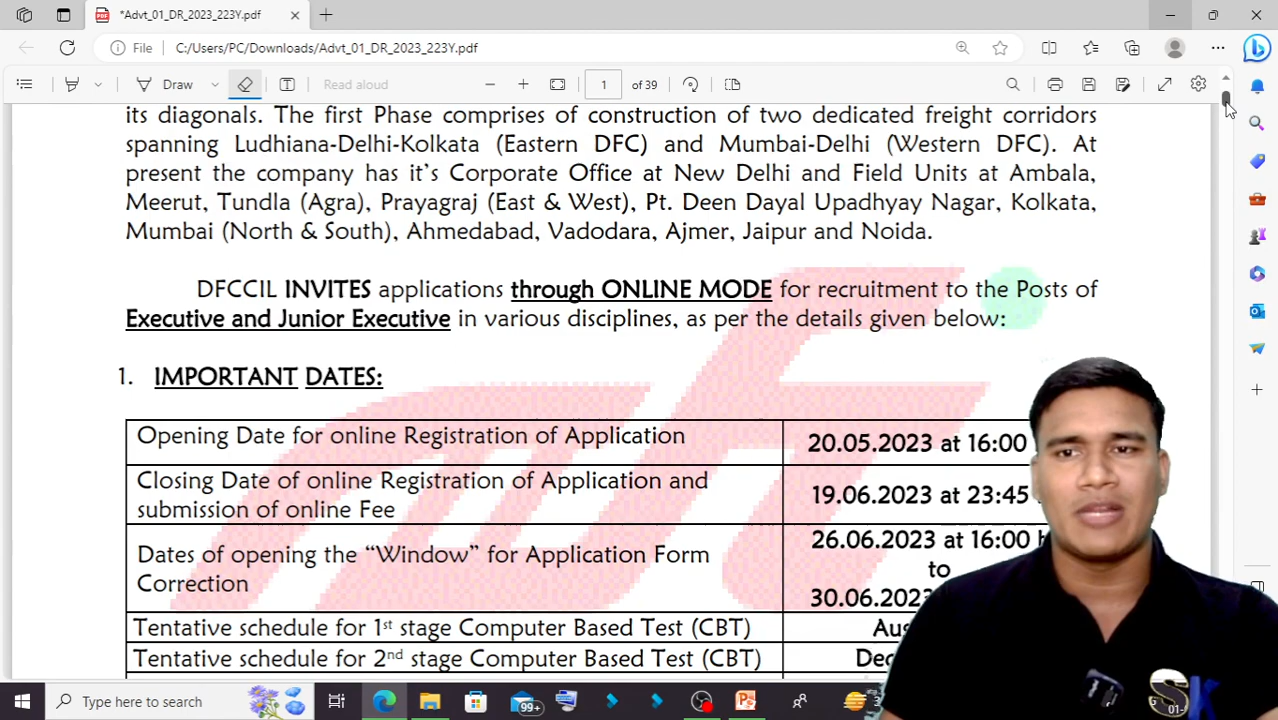 *Advt_01_DR_2023_223Y.pdf
File C:/Users/PC/Downloads/Advt_01_DR_2023_223Y.pdf
Draw Read aloud 1 of 39
its diagonals. The first Phase comprises of construction of two dedicated freight corridors
spanning Ludhiana-Delhi-Kolkata (Eastern DFC) and Mumbai-Delhi (Western DFC). At
present the company has it's Corporate Office at New Delhi and Field Units at Ambala,
Meerut, Tundla (Agra), Prayagraj (East & West), Pt. Deen Dayal Upadhyay Nagar, Kolkata,
Mumbai (North & South), Ahmedabad, Vadodara, Ajmer, Jaipur and Noida.
DFCCIL INVITES applications through ONLINE MODE for recruitment to the Posts of
Executive and Junior Executive in various disciplines, as per the details given below:
1. IMPORTANT DATES:
Opening Date for online Registration of Application 20.05.2023 at 16:00
Closing Date of online Registration of Application and
submission of online Fee
19.06.2023 at 23:45
Dates of opening the “Window” for Application Form
Correction
26.06.2023 at 16:00
to
30.06.202
Tentative schedule for 1st stage Computer Based Test (CBT)
Tentative schedule for 2nd stage Computer Based Test (CBT)
Type here to search
99+
SK
01-